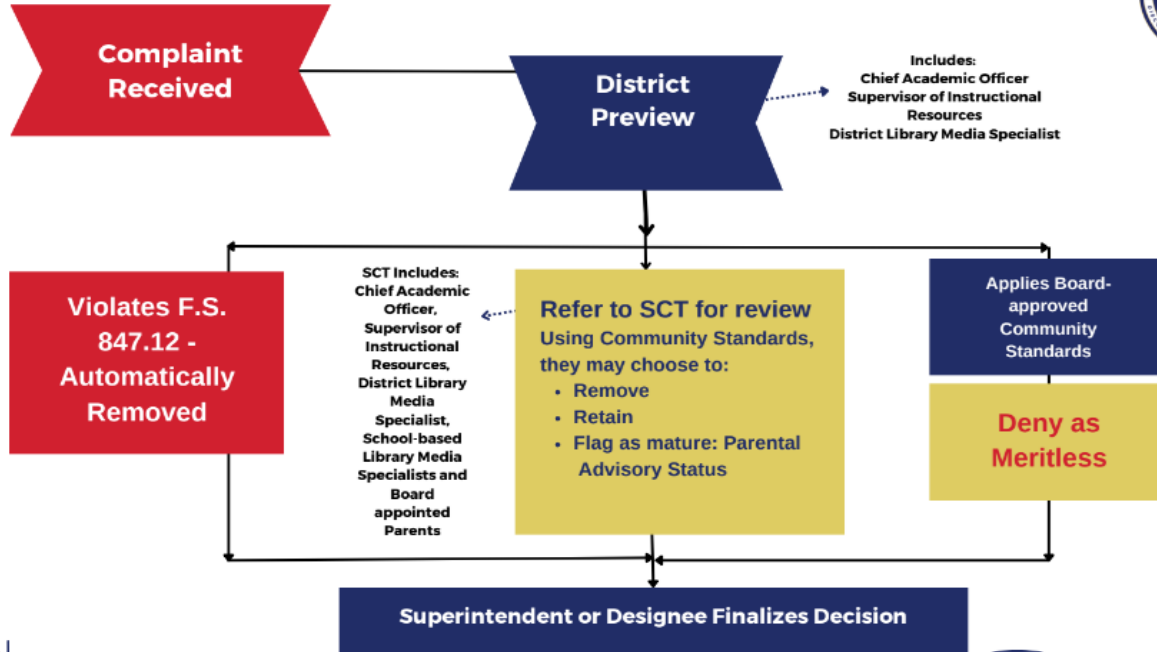 Complaint
Received
District
Preview
Includes:
Chief Academic Officer
Supervisor of Instructional
Resources
District Library Media Specialist
Violates F.S.
847.12 -
Automatically
Removed
SCT Includes:
Chief Academic
Officer,
Supervisor of
Instructional
Resources,
District Library
Media
Specialist,
School-based
Library Media
Specialists and
Board
appointed
Parents
Refer to SCT for review
Using Community Standards,
they may choose to:
• Remove
• Retain
• Flag as mature: Parental
Advisory Status
Applies Board-
approved
Community
Standards
Deny as
Meritless
Superintendent or Designee Finalizes Decision